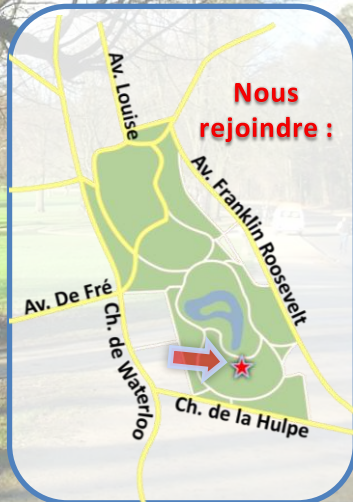 Nous
rejoindre :
Av. Louise
Av. Franklin Roosevelt
Av. De Fré
Ch. de Waterloo
Ch. de la Hulpe